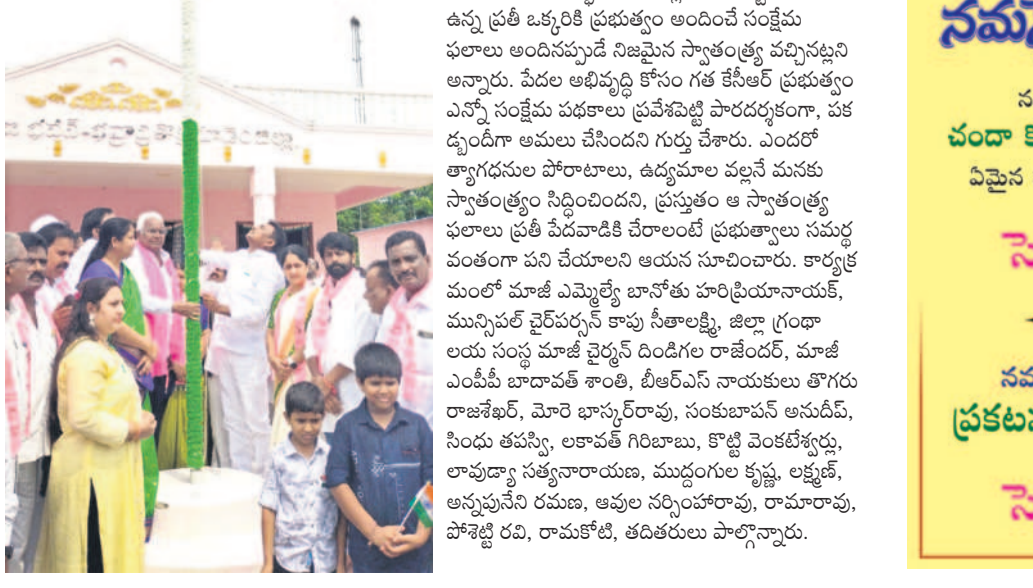 ఉన్న ప్రతీ ఒక్కరికి ప్రభుత్వం అందించే సంక్షేమ
ఫలాలు అందినప్పుడే నిజమైన స్వాతంత్ర్య వచ్చినట్లని
అన్నారు. పేదల అభివృద్ధి కోసం గత కేసీఆర్ ప్రభుత్వం
ఎన్నో సంక్షేమ పథకాలు ప్రవేశపెట్టి పారదర్శకంగా, పక
డ్బందీగా అమలు చేసిందని గుర్తు చేశారు. ఎందరో
త్యాగధనుల పోరాటాలు, ఉద్యమాల వల్లనే మనకు
స్వాతంత్ర్యం సిద్ధించిందని, ప్రస్తుతం ఆ స్వాతంత్ర్య
ఫలాలు ప్రతీ పేదవాడికి చేరాలంటే ప్రభుత్వాలు సమర్థ
వంతంగా పని చేయాలని ఆయన సూచించారు. కార్యక్ర
మంలో మాజీ ఎమ్మెల్యే బానోతు హరిప్రియానాయక్,
మున్సిపల్ చైర్‌పర్సన్ కాపు సీతాలక్ష్మి, జిల్లా గ్రంథా
లయ సంస్థ మాజీ చైర్మన్ దిండిగల రాజేందర్, మాజీ
ఎంపీపీ బాదావత్ శాంతి, బీఆర్ఎస్ నాయకులు తొగరు
రాజశేఖర్, మోరె భాస్కర్‌రావు, సంకుబాపన్ అనుదీప్,
సింధు తపస్వి, లకావత్ గిరిబాబు, కొట్టి వెంకటేశ్వర్లు,
లావుడ్యా సత్యనారాయణ, ముద్దంగుల కృష్ణ, లక్ష్మణ్,
అన్నపునేని రమణ, ఆవుల నర్సింహారావు, రామారావు,
పోశెట్టి రవి, రామకోటి, తదితరులు పాల్గొన్నారు.
చందా
ఏమైన